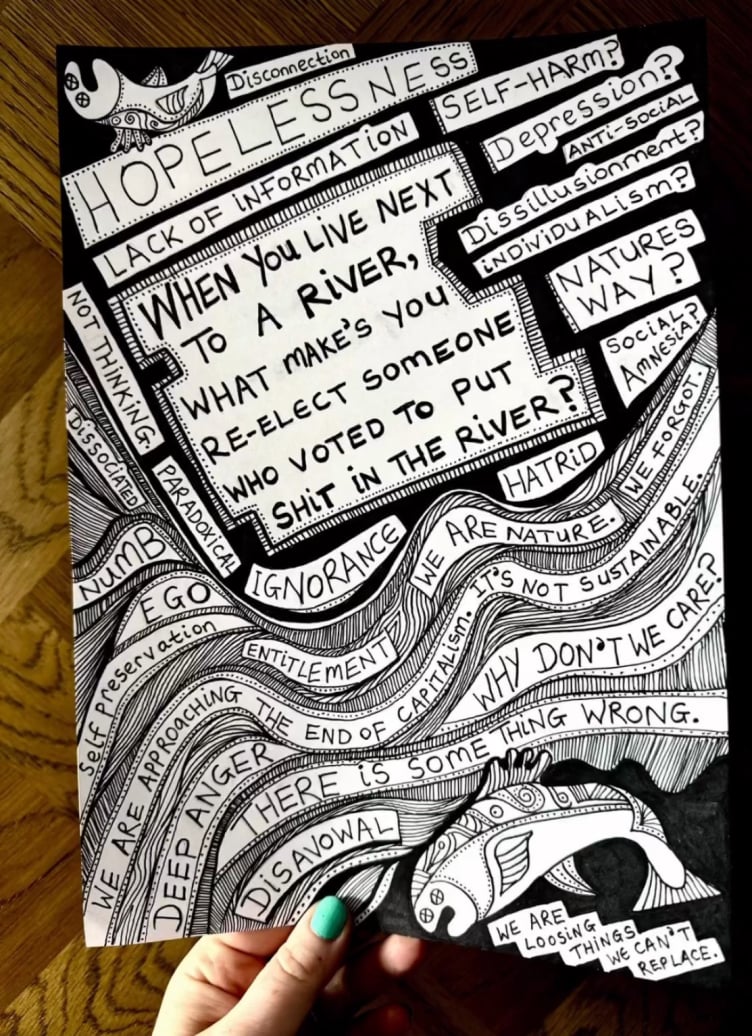 Disconnection
HOPELESSNESS
SELF-HARM?
Depression?
ANTI-SOCIAL
LACK OF INFORMATION
Dissillusionment?
INDIVIDUALISM?
NATURES
WAY?
SOCIAL
AMNESIA?
WHEN YOU LIVE NEXT
TO A RIVER,
WHAT MAKE'S YOU
RE-ELECT SOMEONE
WHO VOTED TO PUT
SHIT IN THE RIVER?
NOT THINKING.
DISSOCIATED
PARADOXICAL
HATRID
WE FORGOT.
IGNORANCE
WE ARE NATURE.
NUMB
EGO
SELF PRESERVATION
ENTITLEMENT
WE ARE APPROACHING THE END OF CAPITALISM. IT'S NOT SUSTAINABLE.
WHY DON'T WE CARE?
DEEP ANGER
THERE IS SOME THING WRONG.
DISAVOWAL
WE ARE
LOOSING
THINGS
WE CAN'T
REPLACE.